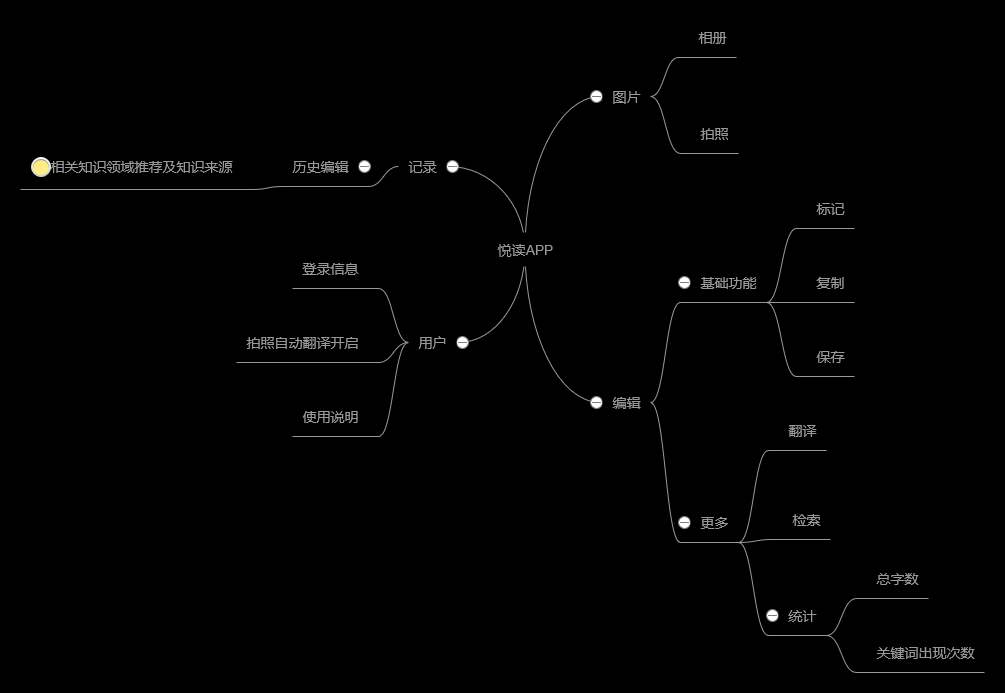 悦读APP
图片
相册
拍照
编辑
基础功能
标记
复制
保存
更多
翻译
检索
统计
总字数
关键词出现次数
记录
历史编辑
相关知识领域推荐及知识来源
用户
登录信息
拍照自动翻译开启
使用说明